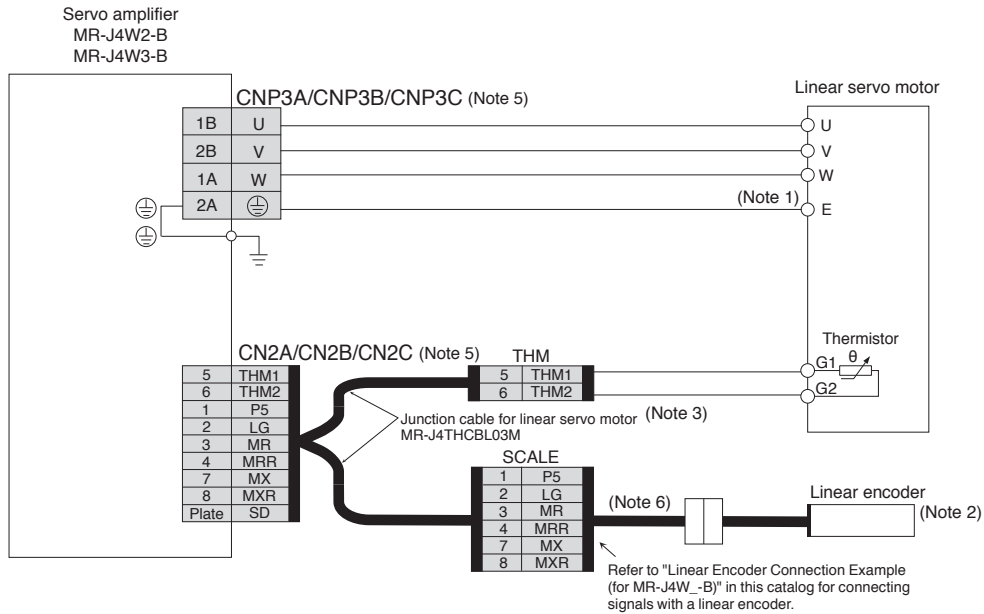 Servo amplifier
MR-J4W2-B
MR-J4W3-B
CNP3A/CNP3B/CNP3C (Note 5)
1B U
2B V
1A W
2A
Linear servo motor
U
V
W
(Note 1)
E
CN2A/CN2B/CN2C (Note 5)
5 THM1
6 THM2
1 P5
2 LG
3 MR
4 MRR
7 MX
8 MXR
Plate SD
THM
5 THM1
6 THM2
Thermistor
G1 θ
G2
Junction cable for linear servo motor (Note 3)
MR-J4THCBL03M
SCALE
1 P5
2 LG
3 MR
4 MRR
7 MX
8 MXR
(Note 6)
Linear encoder
(Note 2)
Refer to "Linear Encoder Connection Example
(for MR-J4W_-B)" in this catalog for connecting
signals with a linear encoder.